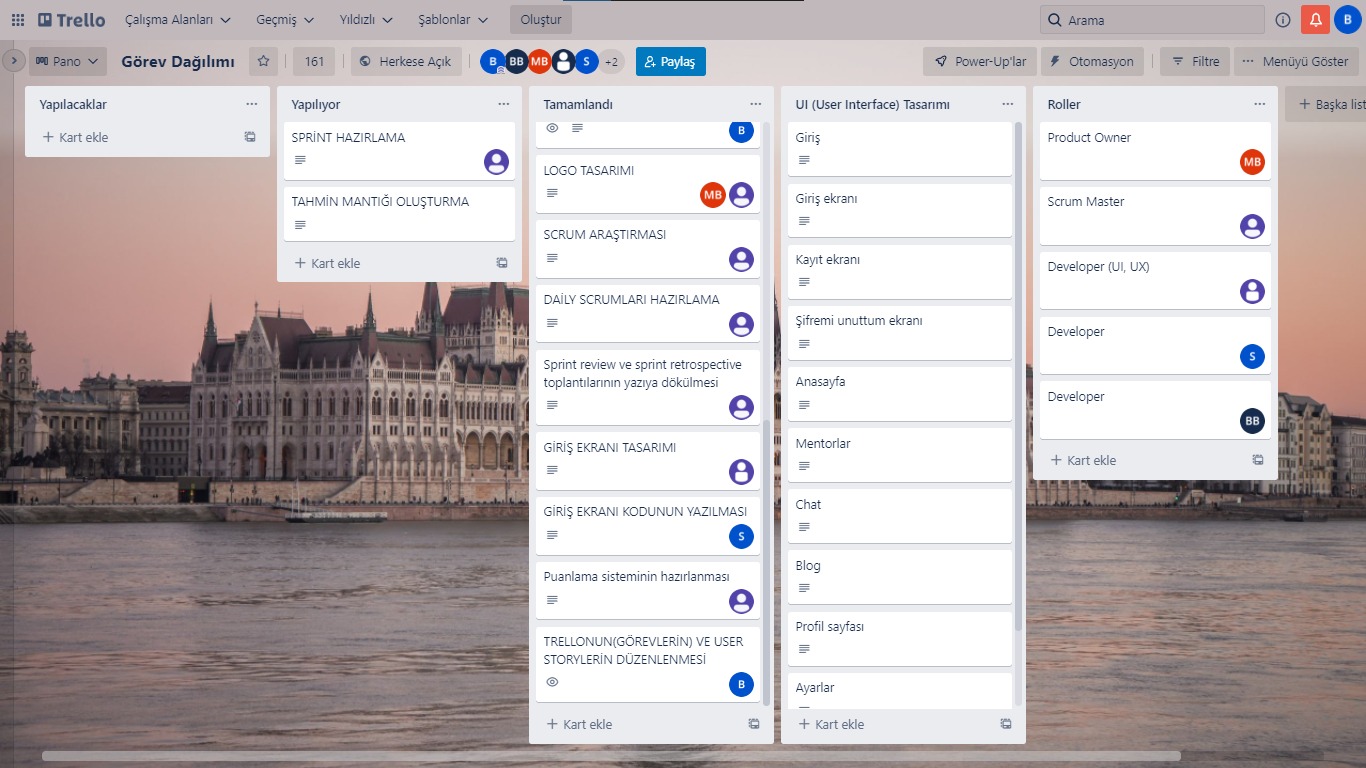 Trello
Çalışma Alanları
Geçmiş
Yıldızlı
Şablonlar
Oluştur
Arama
B
Pano
Görev Dağılımı
161
Herkese Açık
B
BB
MB
S
+2
Paylaş
Power-Up'lar
Otomasyon
Filtre
Menüyü Göster
Yapılacaklar
Kart ekle
Yapılıyor
SPRİNT HAZIRLAMA
TAHMİN MANTIĞI OLUŞTURMA
Kart ekle
Tamamlandı
B
LOGO TASARIMI
MB
SCRUM ARAŞTIRMASI
DAİLY SCRUMLARI HAZIRLAMA
Sprint review ve sprint retrospective
toplantılarının yazıya dökülmesi
GİRİŞ EKRANI TASARIMI
GİRİŞ EKRANI KODUNUN YAZILMASI
S
Puanlama sisteminin hazırlanması
TRELLONUN(GÖREVLERİN) VE USER
STORYLERİN DÜZENLENMESİ
B
Kart ekle
UI (User Interface) Tasarımı
Giriş
Giriş ekranı
Kayıt ekranı
Şifremi unuttum ekranı
Anasayfa
Mentorlar
Chat
Blog
Profil sayfası
Ayarlar
Kart ekle
Roller
Product Owner
MB
Scrum Master
Developer (UI, UX)
Developer
S
Developer
BB
Kart ekle
Başka list